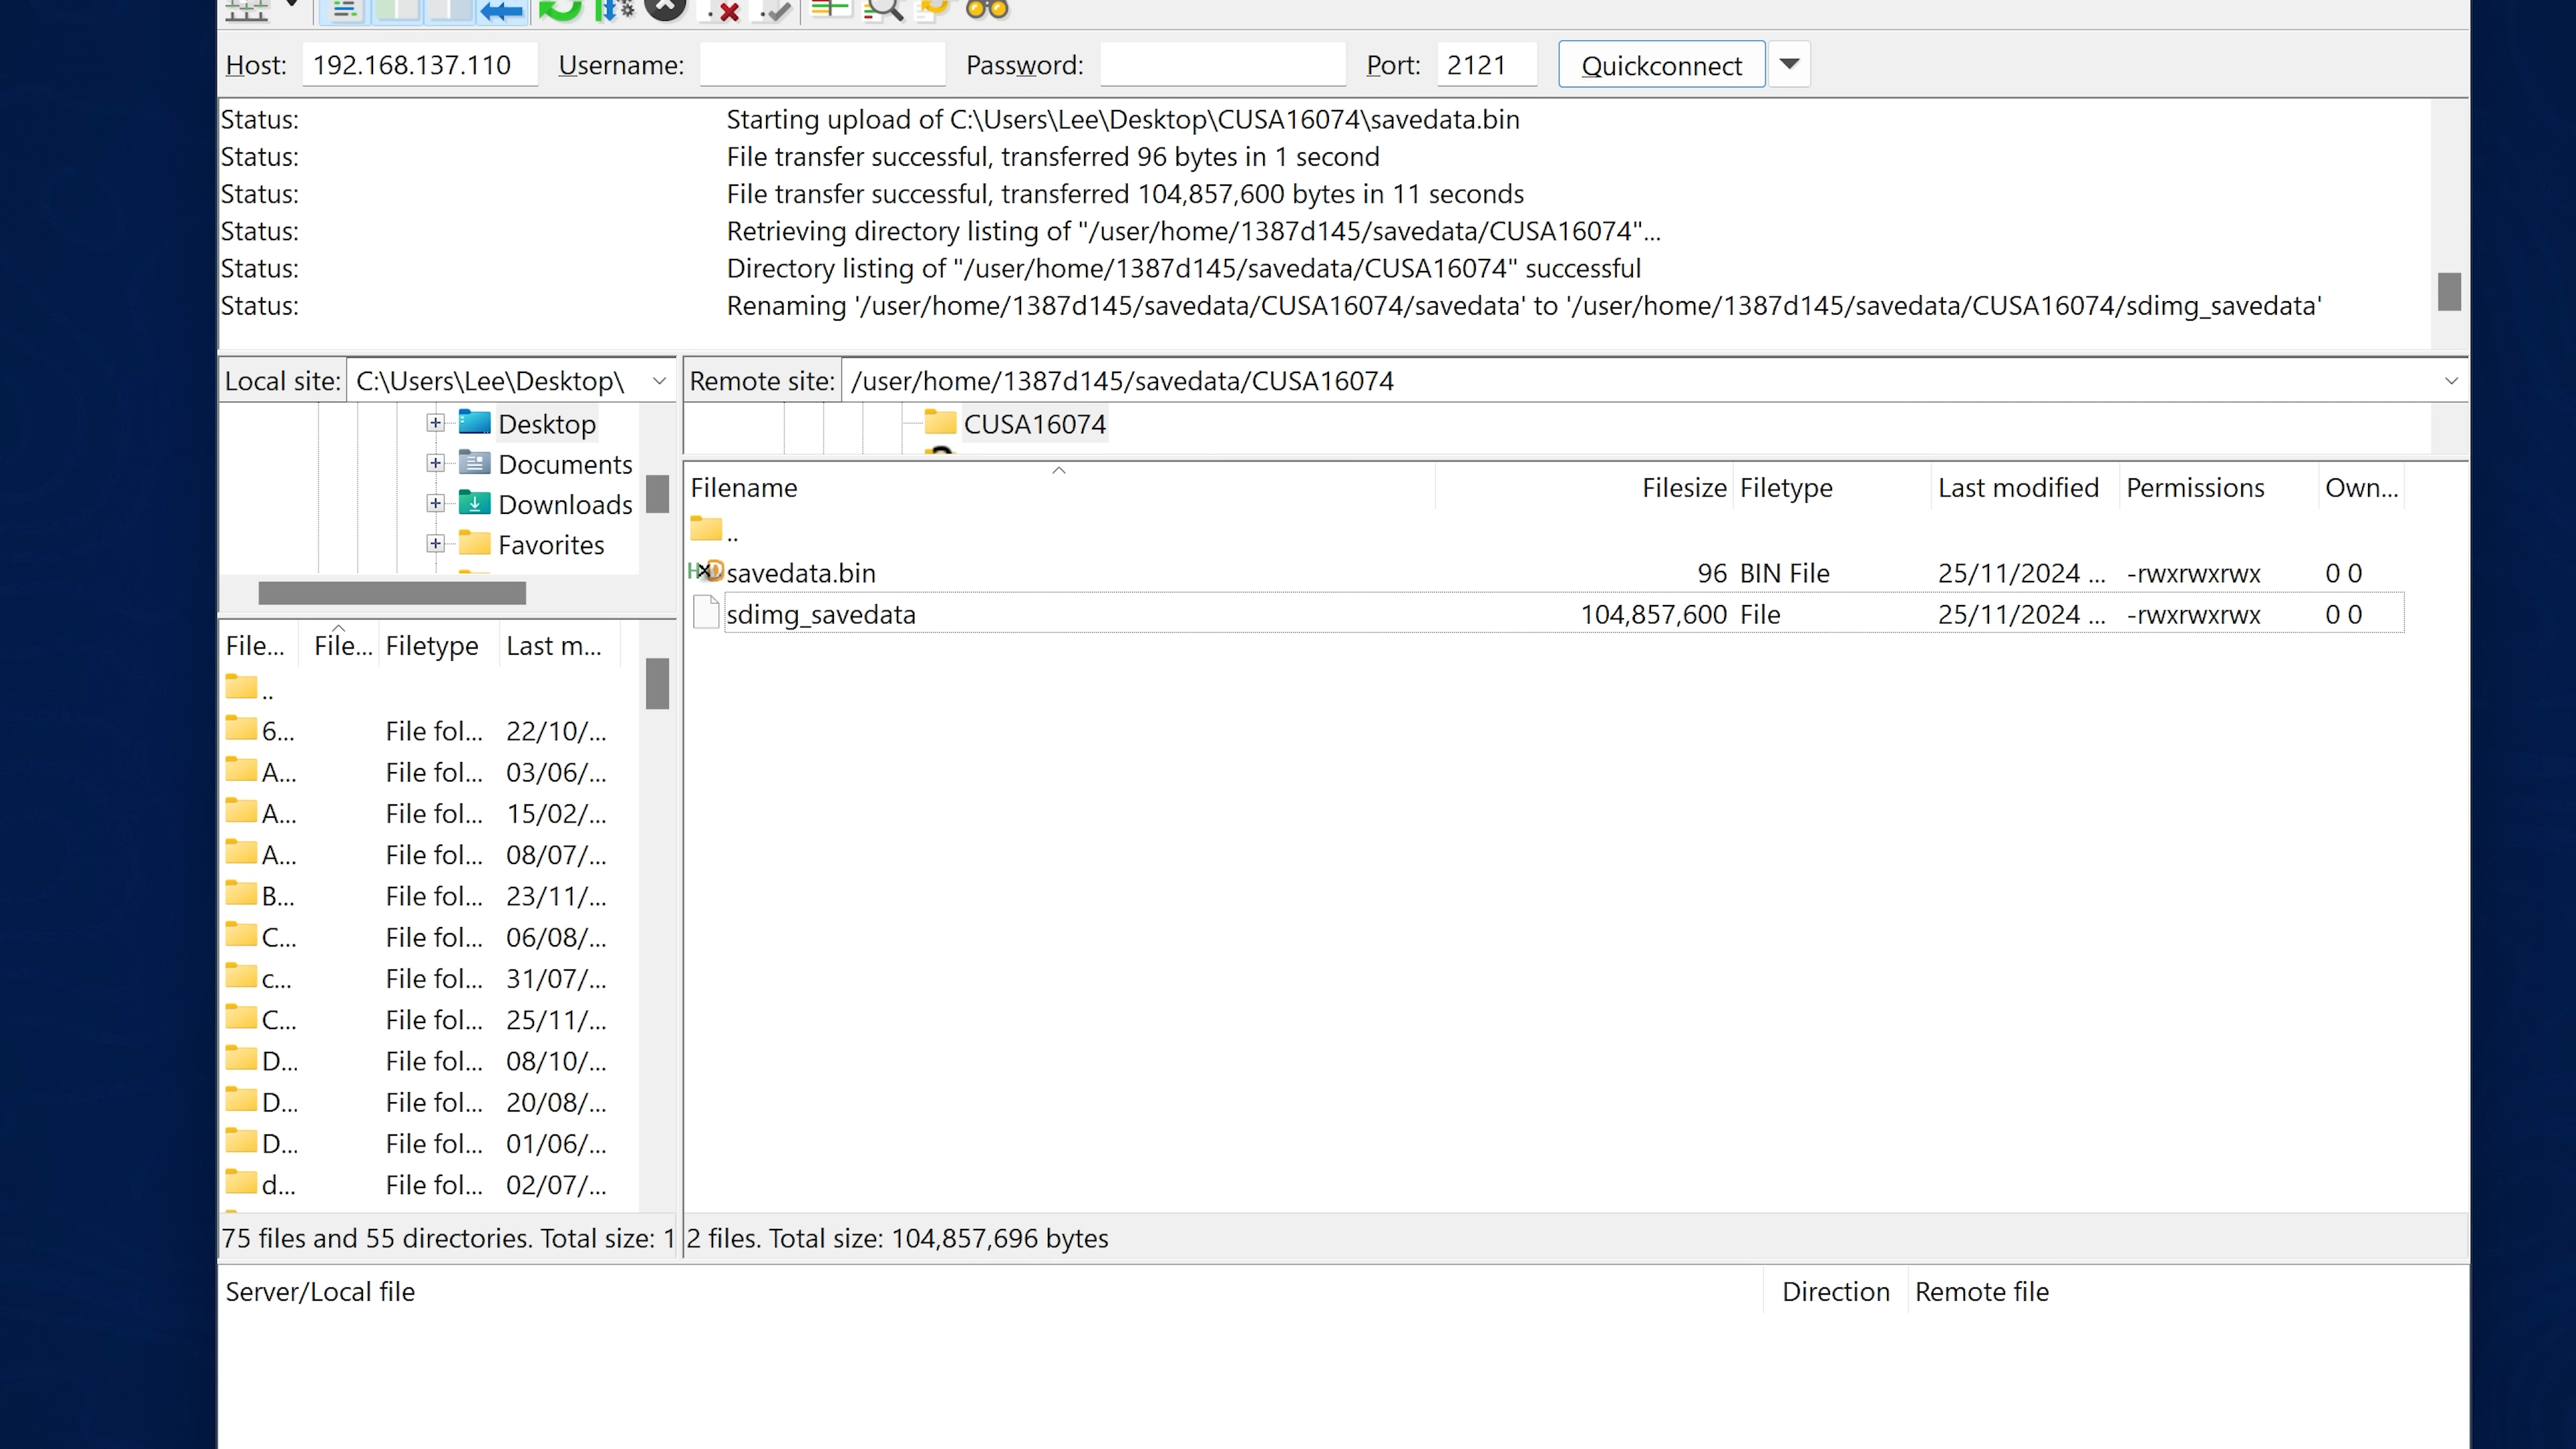 Host: 192.168.137.110 Username: Password: Port: 2121 Quickconnect
Status: Starting upload of C:\Users\Lee\Desktop\CUSA16074\savedata.bin
Status: File transfer successful, transferred 96 bytes in 1 second
Status: File transfer successful, transferred 104,857,600 bytes in 11 seconds
Status: Retrieving directory listing of "/user/home/1387d145/savedata/CUSA16074"...
Status: Directory listing of "/user/home/1387d145/savedata/CUSA16074" successful
Status: Renaming '/user/home/1387d145/savedata/CUSA16074/savedata' to '/user/home/1387d145/savedata/CUSA16074/sdimg_savedata'
Local site: C:\Users\Lee\Desktop\
Desktop
Documents
Downloads
Favorites
File... File... Filetype Last m...
..
6... File fol... 22/10/...
A... File fol... 03/06/...
A... File fol... 15/02/...
A... File fol... 08/07/...
B... File fol... 23/11/...
C... File fol... 06/08/...
c... File fol... 31/07/...
C... File fol... 25/11/...
D... File fol... 08/10/...
D... File fol... 20/08/...
D... File fol... 01/06/...
d... File fol... 02/07/...
75 files and 55 directories. Total size: 1
Remote site: /user/home/1387d145/savedata/CUSA16074
CUSA16074
Filename Filesize Filetype Last modified Permissions Own...
..
savedata.bin 96 BIN File 25/11/2024 ... -rwxrwxrwx 0 0
sdimg_savedata 104,857,600 File 25/11/2024 ... -rwxrwxrwx 0 0
2 files. Total size: 104,857,696 bytes
Server/Local file Direction Remote file